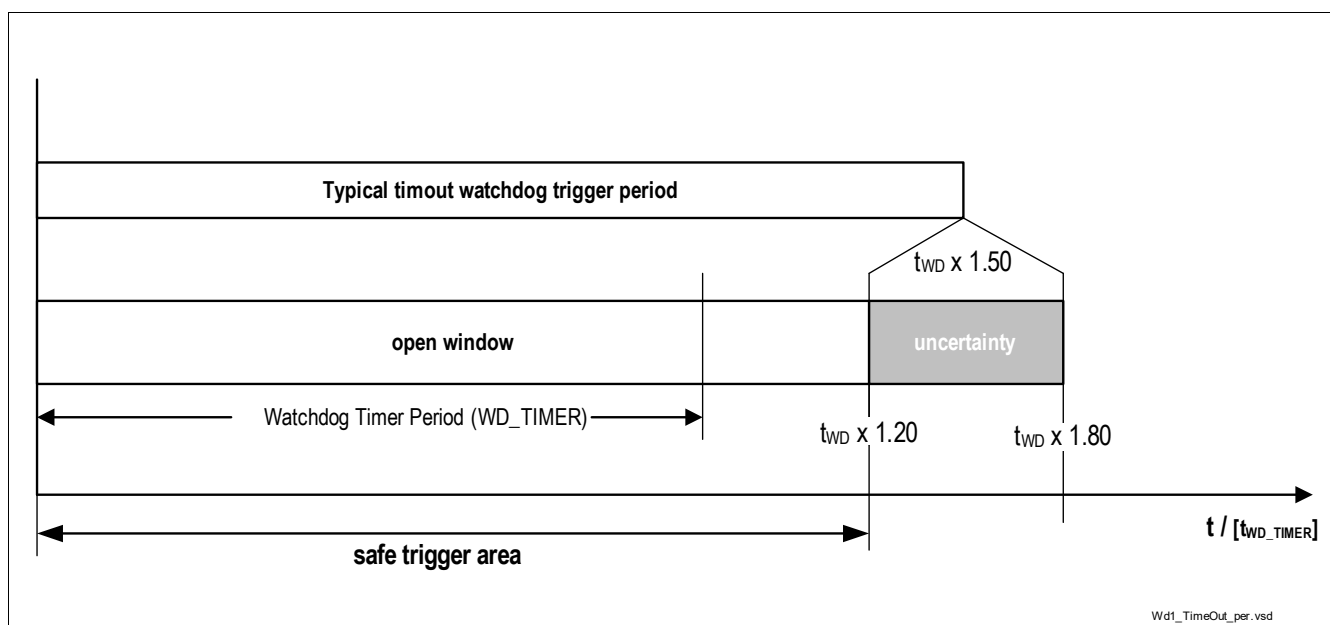 Typical timout watchdog trigger period
tWD x 1.50
open window
uncertainty
Watchdog Timer Period (WD_TIMER)
tWD x 1.20
tWD x 1.80
t / [tWD_TIMER]
safe trigger area
Wd1_TimeOut_per.vsd